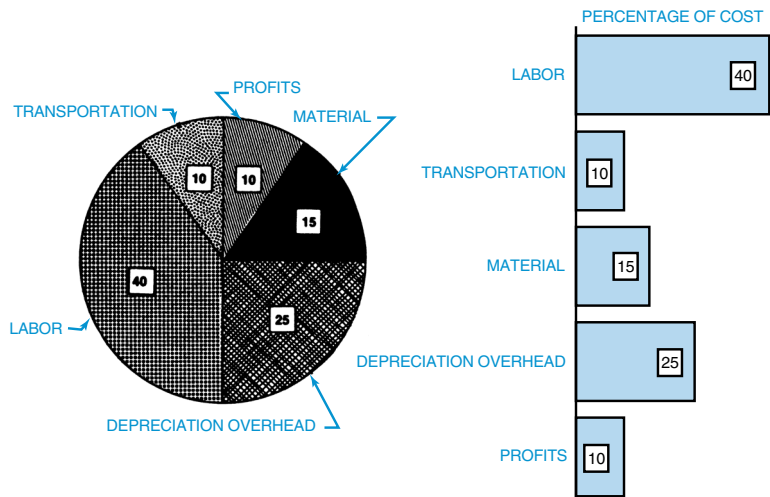 PROFITS
TRANSPORTATION
MATERIAL
10
10
15
40
25
LABOR
DEPRECIATION OVERHEAD
PERCENTAGE OF COST
LABOR
40
TRANSPORTATION
10
MATERIAL
15
DEPRECIATION OVERHEAD
25
PROFITS
10